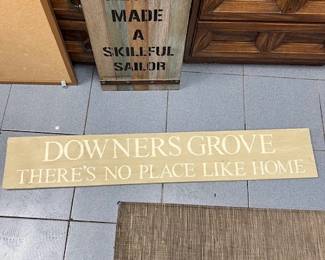 MADE
A
SKILLFUL
SAILOR
DOWNERS GROVE
THERE'S NO PLACE LIKE HOME